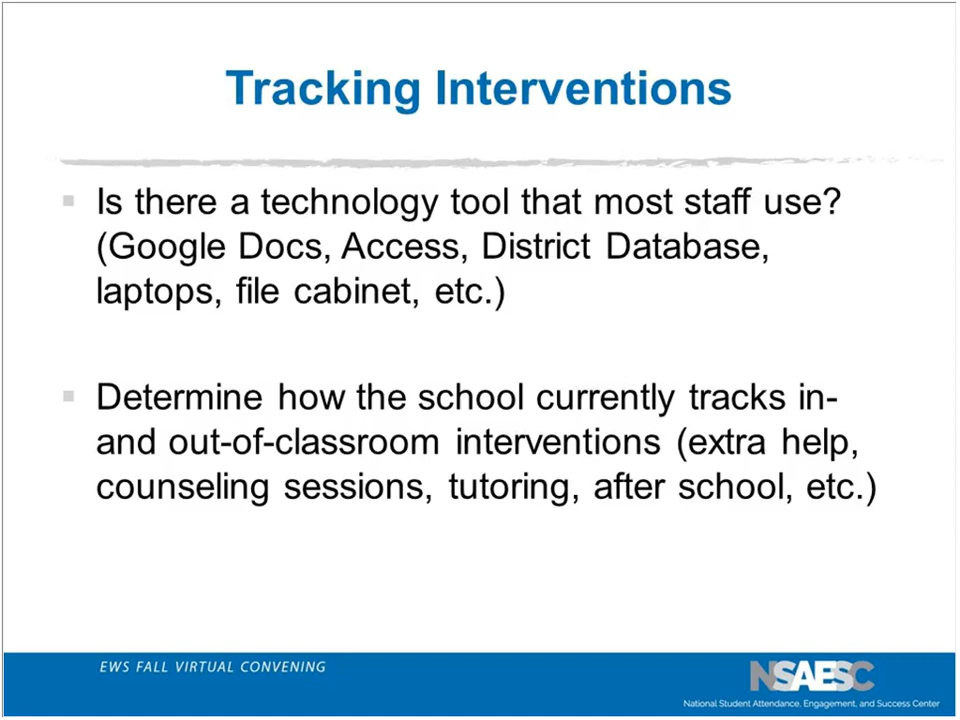 Tracking Interventions
Is there a technology tool that most staff use?
(Google Docs, Access, District Database,
laptops, file cabinet, etc.)
Determine how the school currently tracks in-
and out-of-classroom interventions (extra help,
counseling sessions, tutoring, after school, etc.)
EWS FALL VIRTUAL CONVENING
NSAESC
National Student Attendance, Engagement, and Success Center